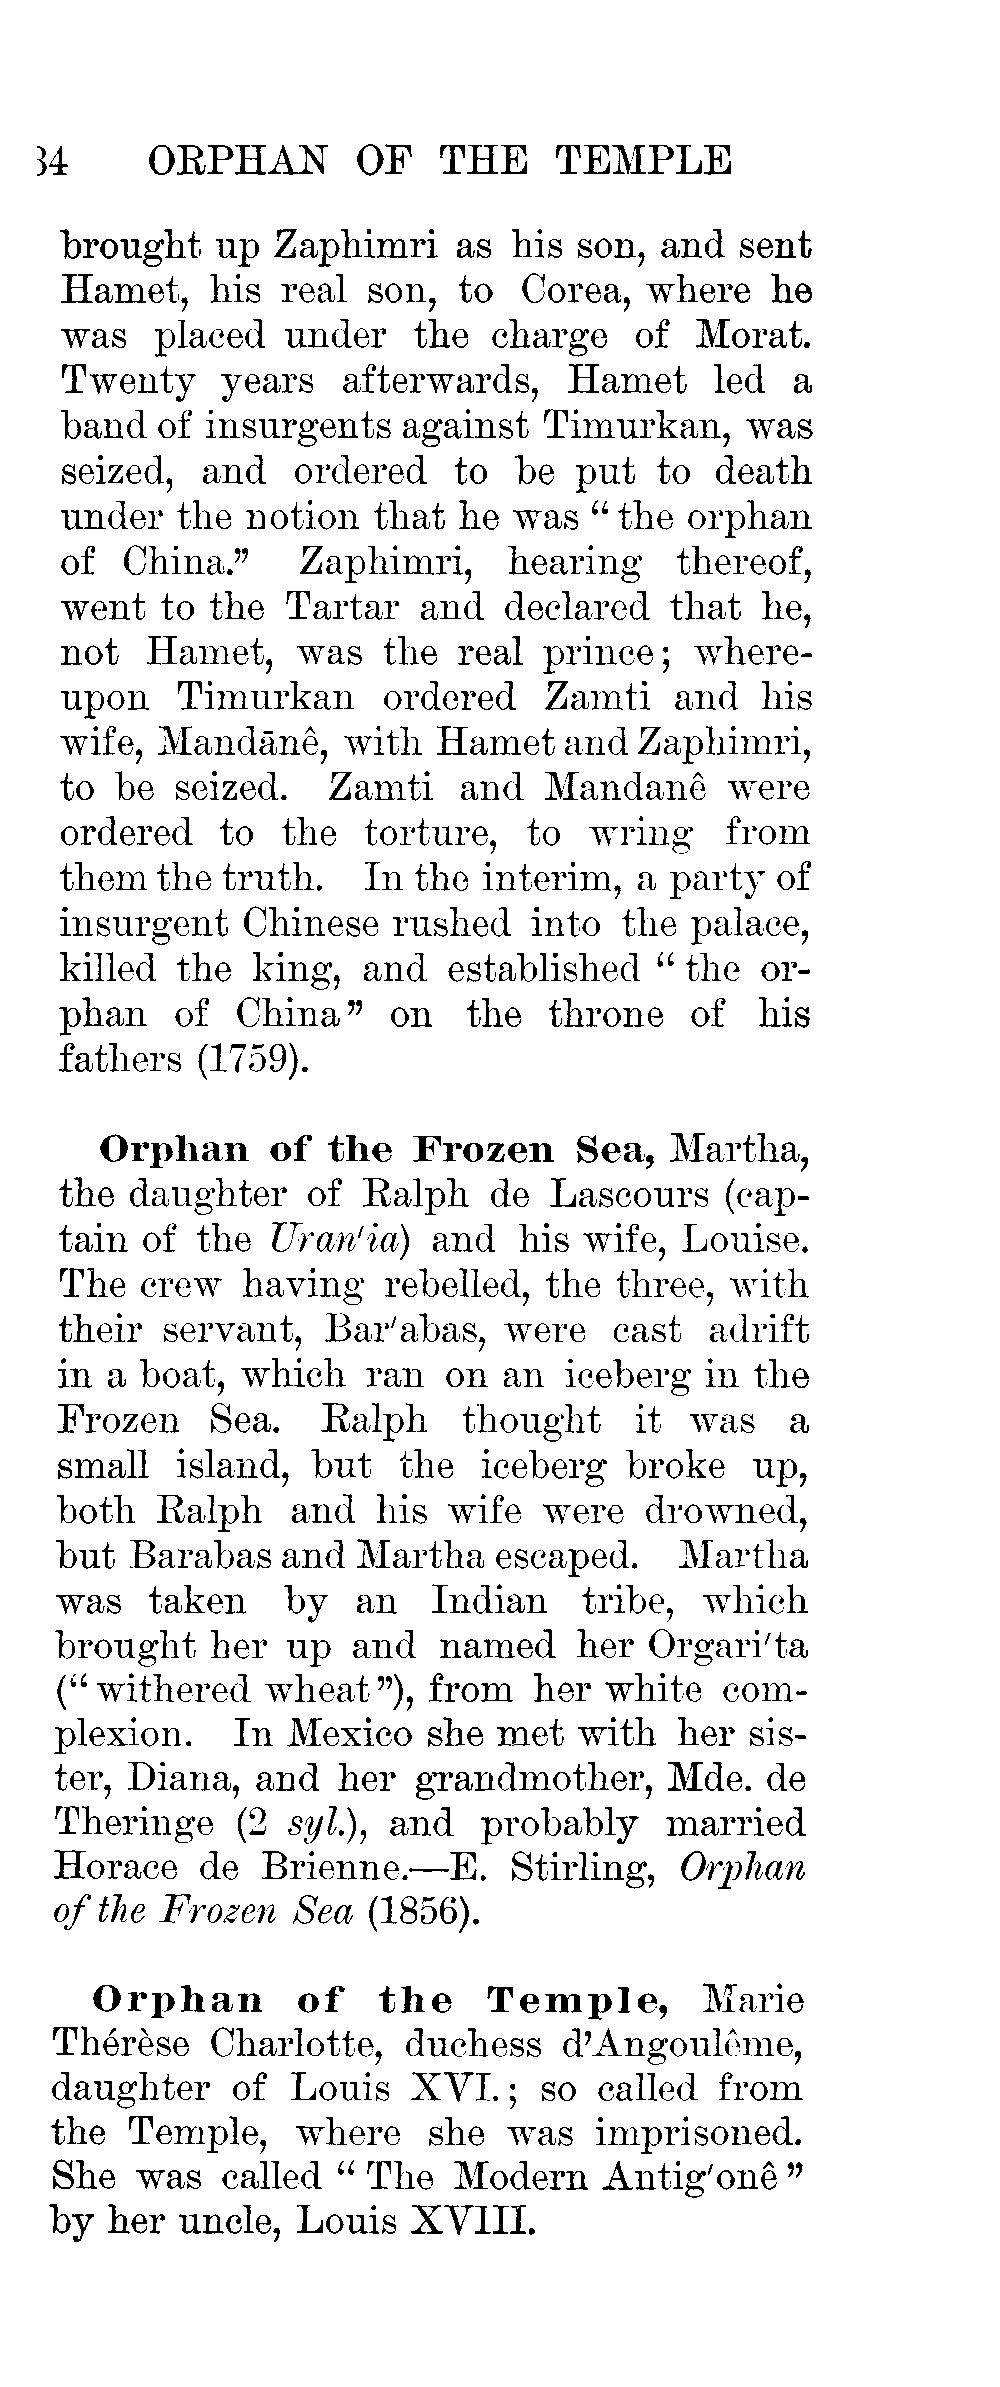 34 ORPHAN OF THE TEMPLE
brought up Zaphimri as his son, and sent
Hamet, his real son, to Corea, where he
was placed under the charge of Morat.
Twenty years afterwards, Hamet led a
band of insurgents against Timurkan, was
seized, and ordered to be put to death
under the notion that he was “ the orphan
of China.” Zaphimri, hearing thereof,
went to the Tartar and declared that he,
not Hamet, was the real prince; where-
upon Timurkan ordered Zamti and his
wife, Mandānê, with Hamet and Zaphimri,
to be seized. Zamti and Mandanê were
ordered to the torture, to wring from
them the truth. In the interim, a party of
insurgent Chinese rushed into the palace,
killed the king, and established “ the or-
phan of China” on the throne of his
fathers (1759).
Orphan of the Frozen Sea, Martha,
the daughter of Ralph de Lascours (cap-
tain of the Uran'ia) and his wife, Louise.
The crew having rebelled, the three, with
their servant, Bar'abas, were cast adrift
in a boat, which ran on an iceberg in the
Frozen Sea. Ralph thought it was a
small island, but the iceberg broke up,
both Ralph and his wife were drowned,
but Barabas and Martha escaped. Martha
was taken by an Indian tribe, which
brought her up and named her Orgari'ta
(“ withered wheat”), from her white com-
plexion. In Mexico she met with her sis-
ter, Diana, and her grandmother, Mde. de
Theringe (2 syl.), and probably married
Horace de Brienne.—E. Stirling, Orphan
of the Frozen Sea (1856).
Orphan of the Temple, Marie
Thérèse Charlotte, duchess d’Angoulême,
daughter of Louis XVI.; so called from
the Temple, where she was imprisoned.
She was called “ The Modern Antig'onê”
by her uncle, Louis XVIII.